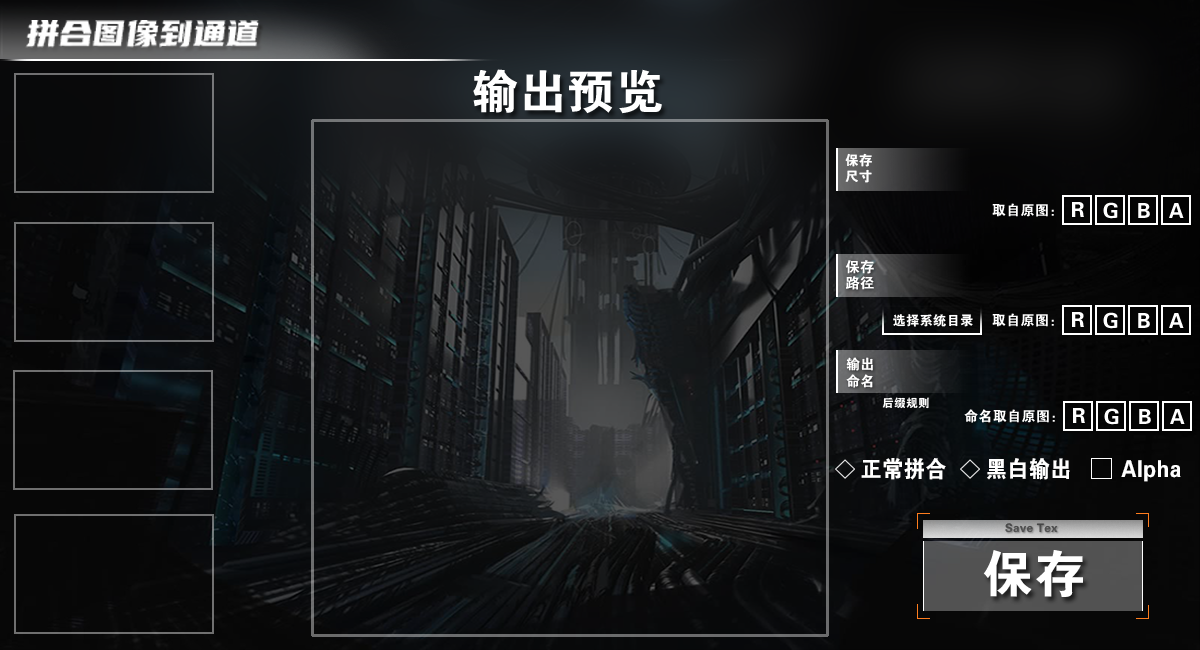 拼合图像到通道
输出预览
保存
尺寸
取自原图: R G B A
保存
路径
选择系统目录 取自原图: R G B A
输出
命名
后缀规则
命名取自原图: R G B A
正常拼合 黑白输出 Alpha
Save Tex
保存